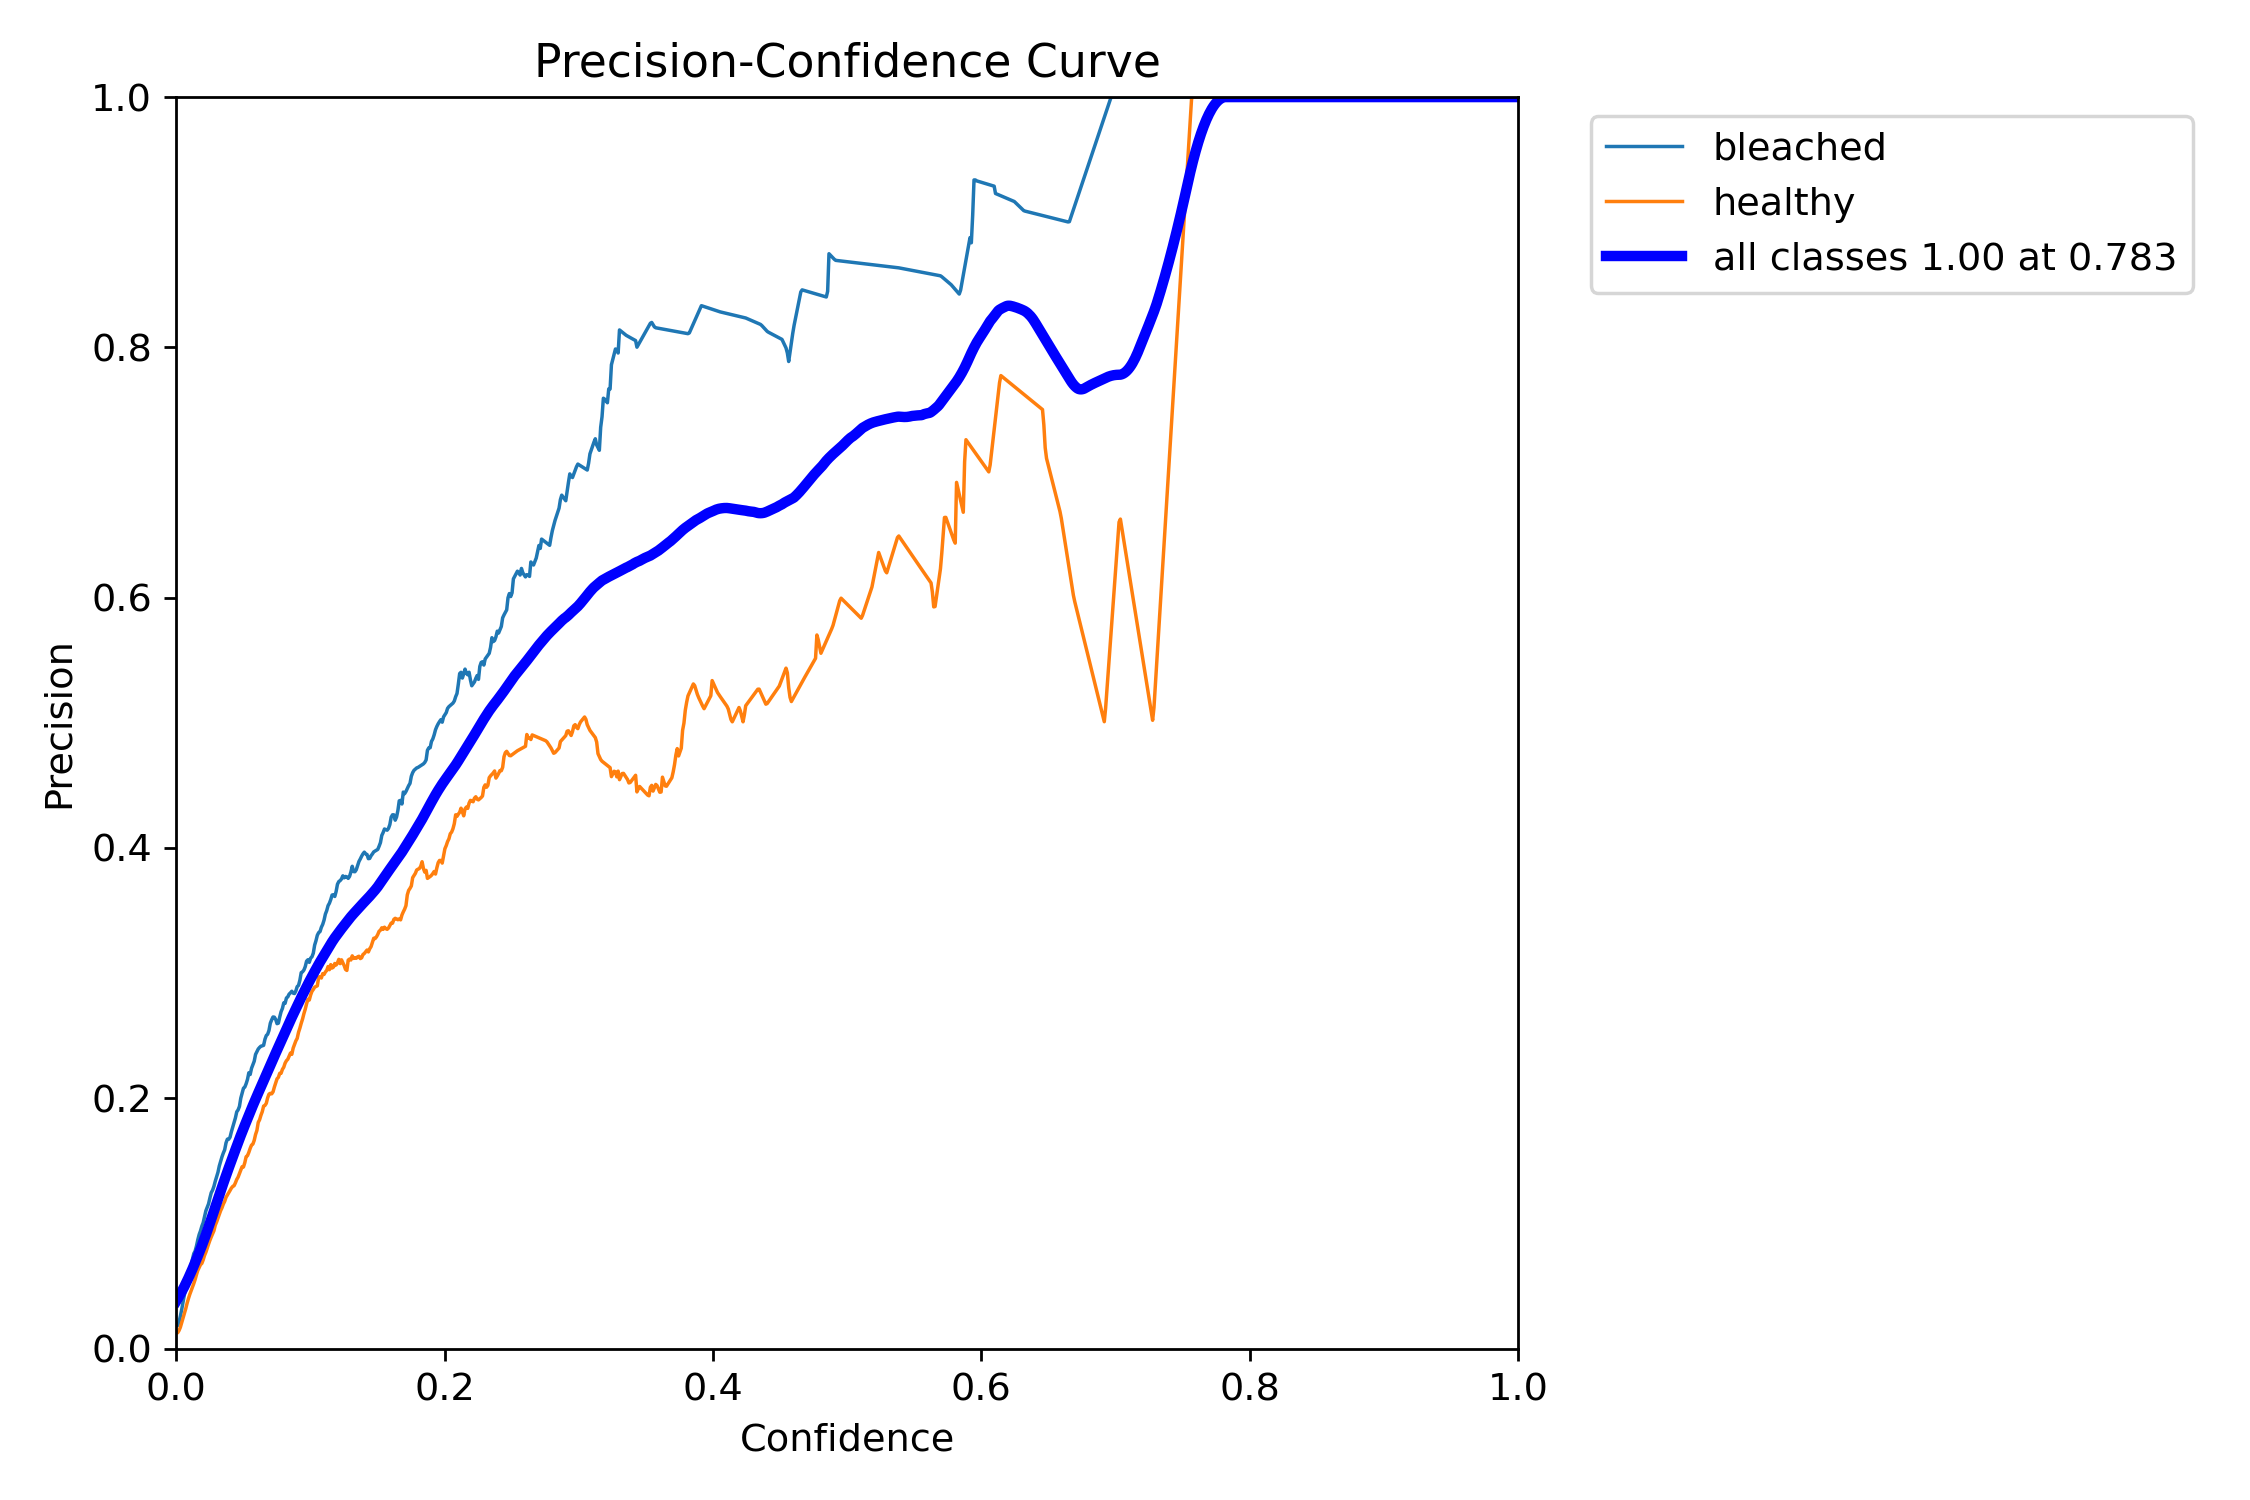 Precision-Confidence Curve
1.0
0.8
0.6
0.4
0.2
0.0
Precision
0.0 0.2 0.4 0.6 0.8 1.0
Confidence
bleached
healthy
all classes 1.00 at 0.783